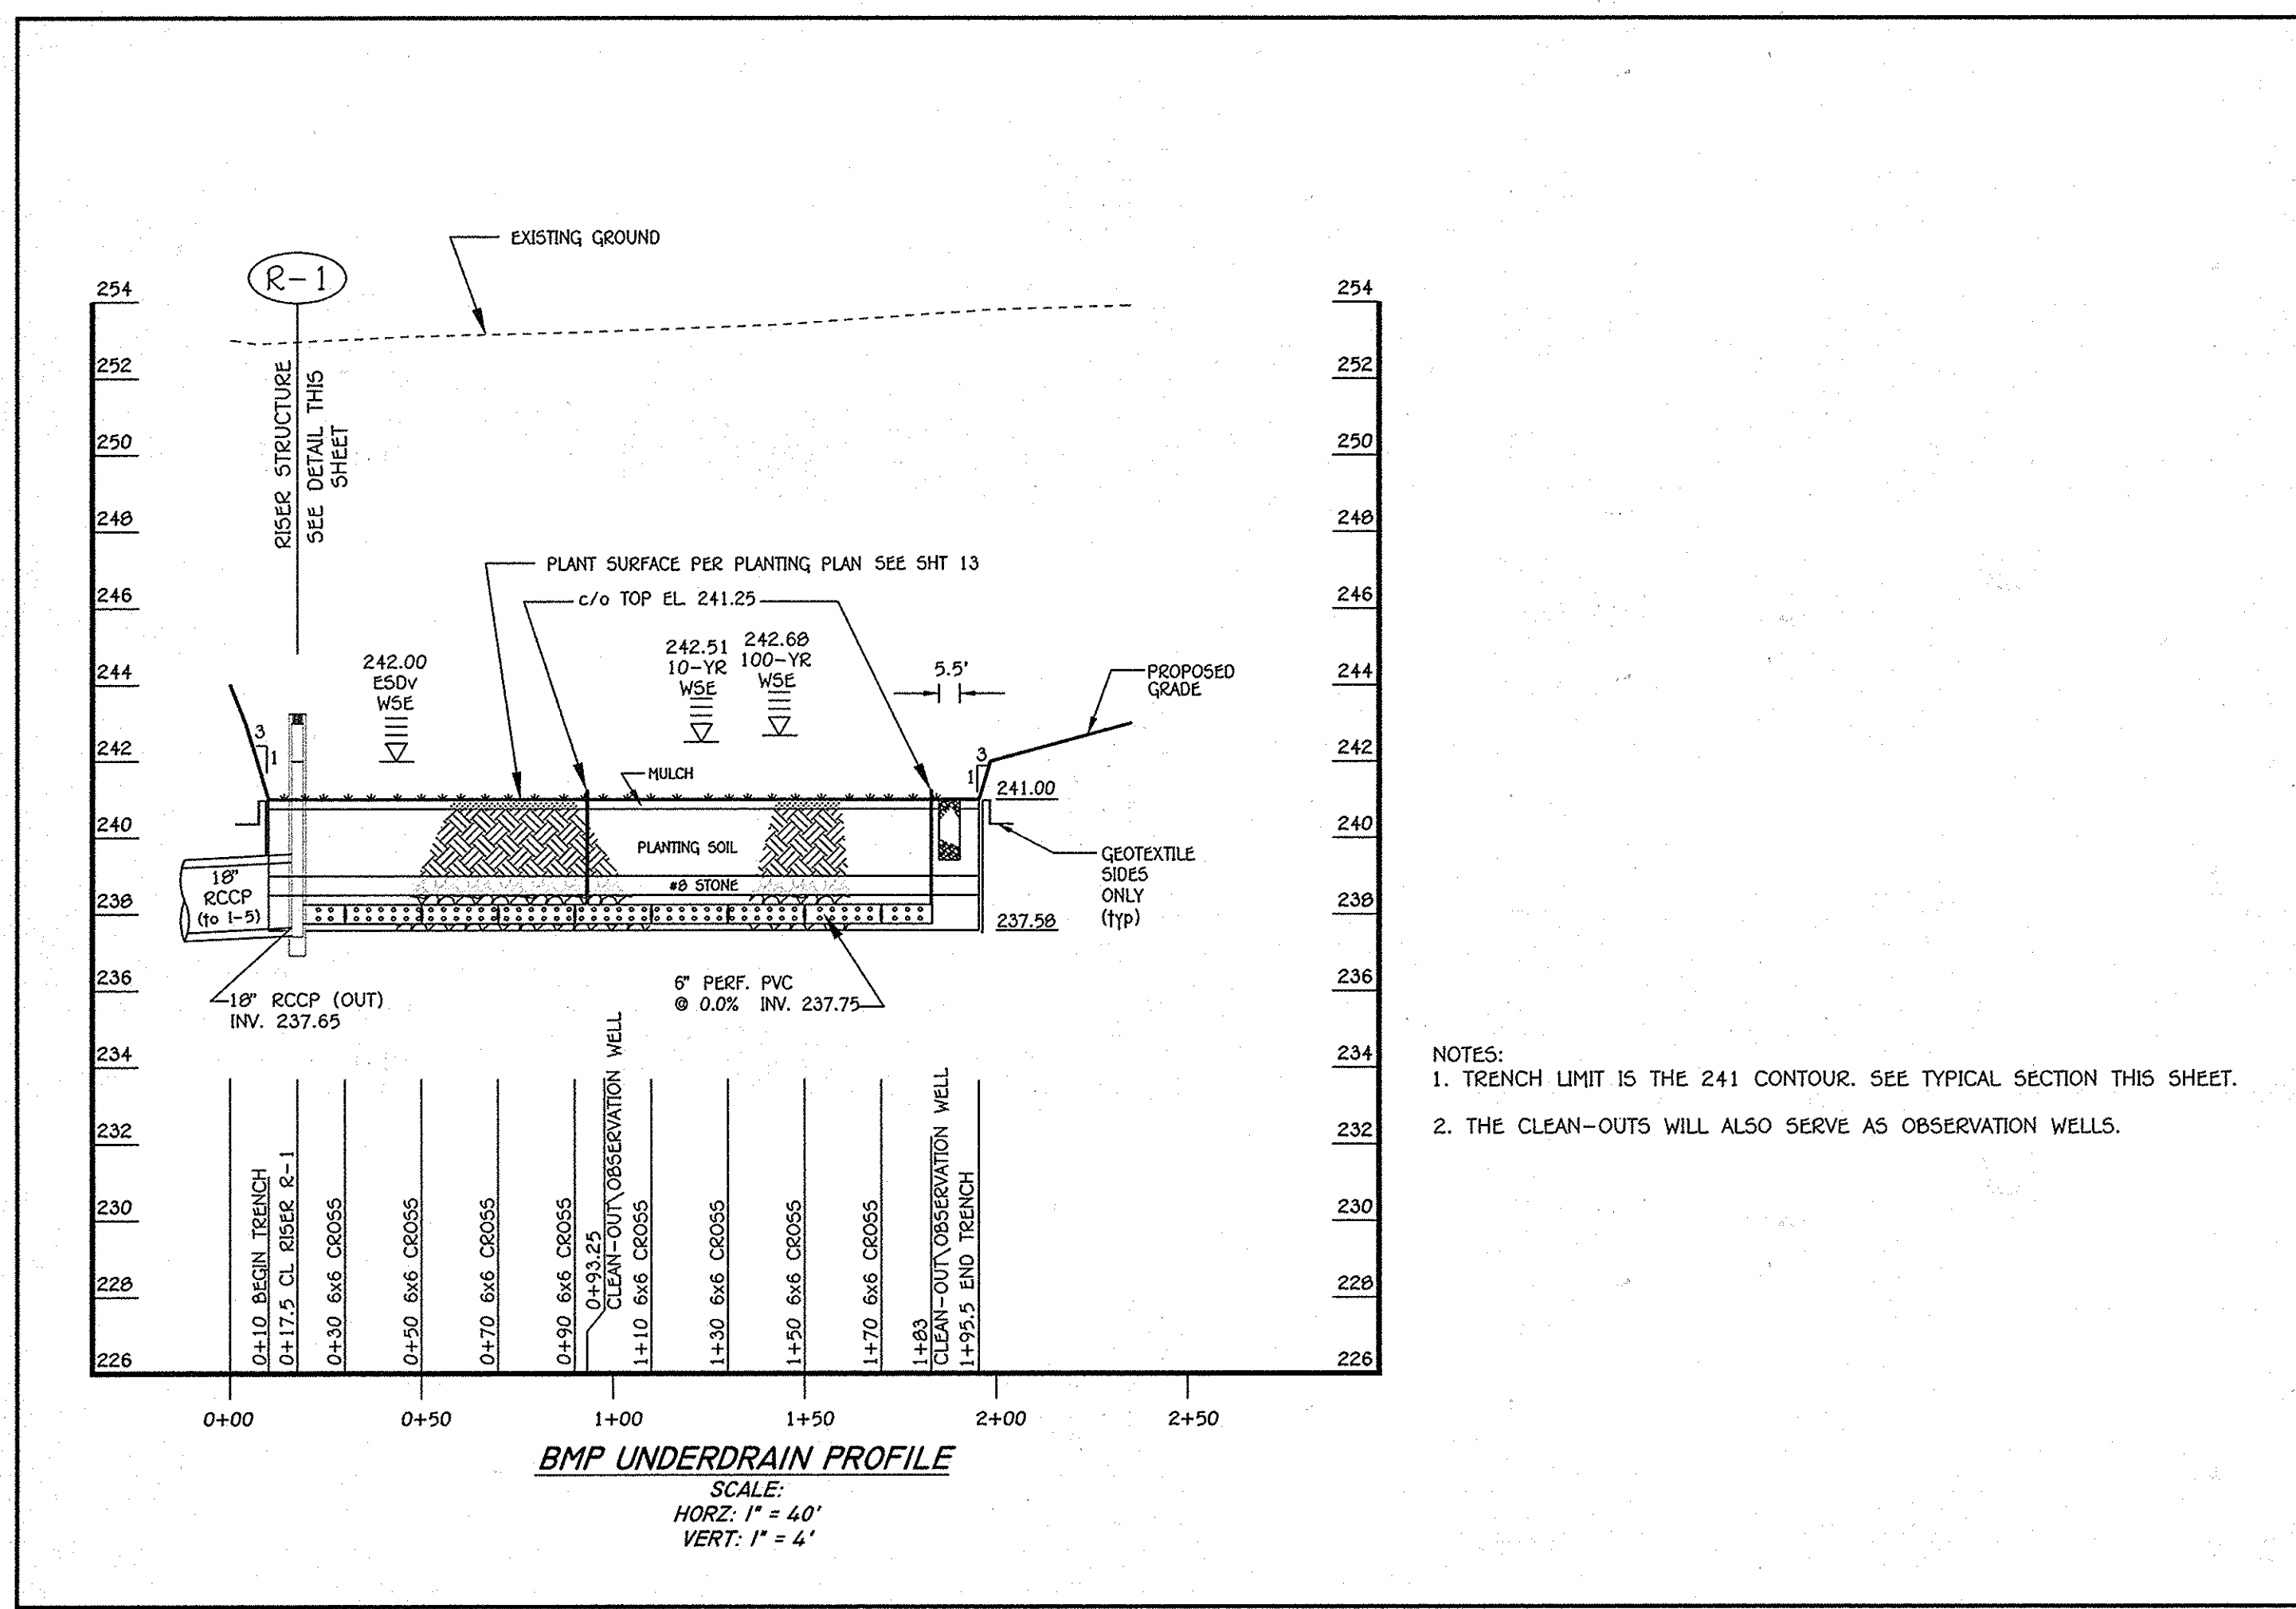 EXISTING GROUND
R-1
RISER STRUCTURE
SEE DETAIL THIS
SHEET
254
252
250
248
246
244
242
240
238
236
234
232
230
228
226
254
252
250
248
246
244
242
240
238
236
234
232
230
228
226
PLANT SURFACE PER PLANTING PLAN SEE SHT 13
c/o TOP EL. 241.25
242.00
ESDv
WSE
242.51
10-YR
WSE
242.68
100-YR
WSE
5.5'
PROPOSED
GRADE
3
1
3
1
MULCH
241.00
PLANTING SOIL
#8 STONE
GEOTEXTILE
SIDES
ONLY
(typ)
18"
RCCP
(to I-5)
237.58
18" RCCP (OUT)
INV. 237.65
6" PERF. PVC
@ 0.0% INV. 237.75
0+10 BEGIN TRENCH
0+17.5 CL RISER R-1
0+30 6x6 CROSS
0+50 6x6 CROSS
0+70 6x6 CROSS
0+90 6x6 CROSS
0+93.25
CLEAN-OUT\OBSERVATION WELL
1+10 6x6 CROSS
1+30 6x6 CROSS
1+50 6x6 CROSS
1+70 6x6 CROSS
1+83
CLEAN-OUT\OBSERVATION WELL
1+95.5 END TRENCH
0+00 0+50 1+00 1+50 2+00 2+50
BMP UNDERDRAIN PROFILE
SCALE:
HORZ: 1" = 40'
VERT: 1" = 4'
NOTES:
1. TRENCH LIMIT IS THE 241 CONTOUR. SEE TYPICAL SECTION THIS SHEET.
2. THE CLEAN-OUTS WILL ALSO SERVE AS OBSERVATION WELLS.